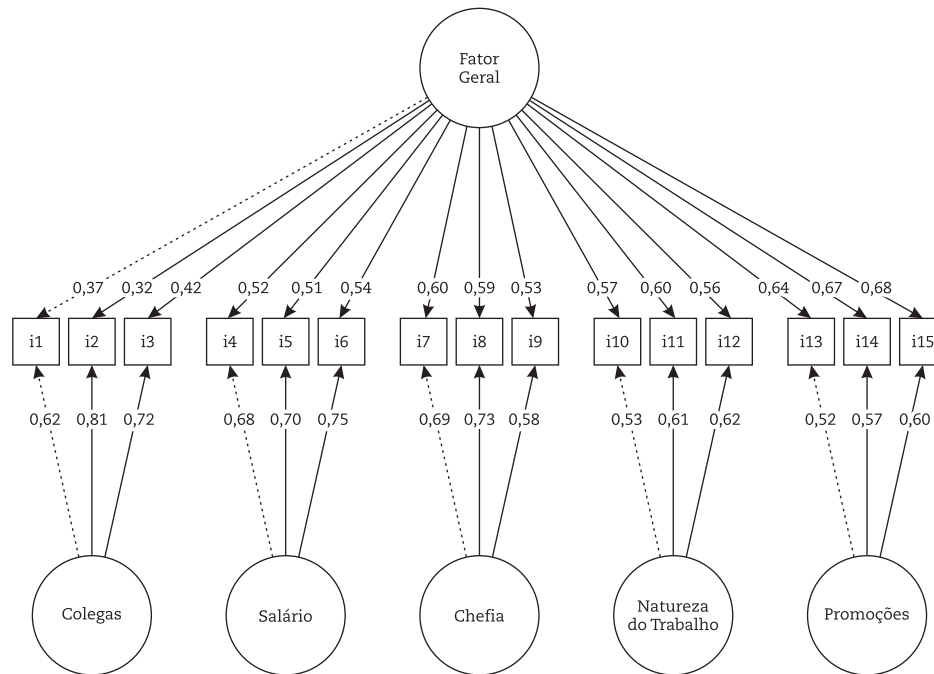 Fator
Geral
0,37 0,32 0,42 0,52 0,51 0,54 0,60 0,59 0,53 0,57 0,60 0,56 0,64 0,67 0,68
i1 i2 i3 i4 i5 i6 i7 i8 i9 i10 i11 i12 i13 i14 i15
0,62 0,81 0,72 0,68 0,70 0,75 0,69 0,73 0,58 0,53 0,61 0,62 0,52 0,57 0,60
Colegas
Salário
Chefia
Natureza
do Trabalho
Promoções